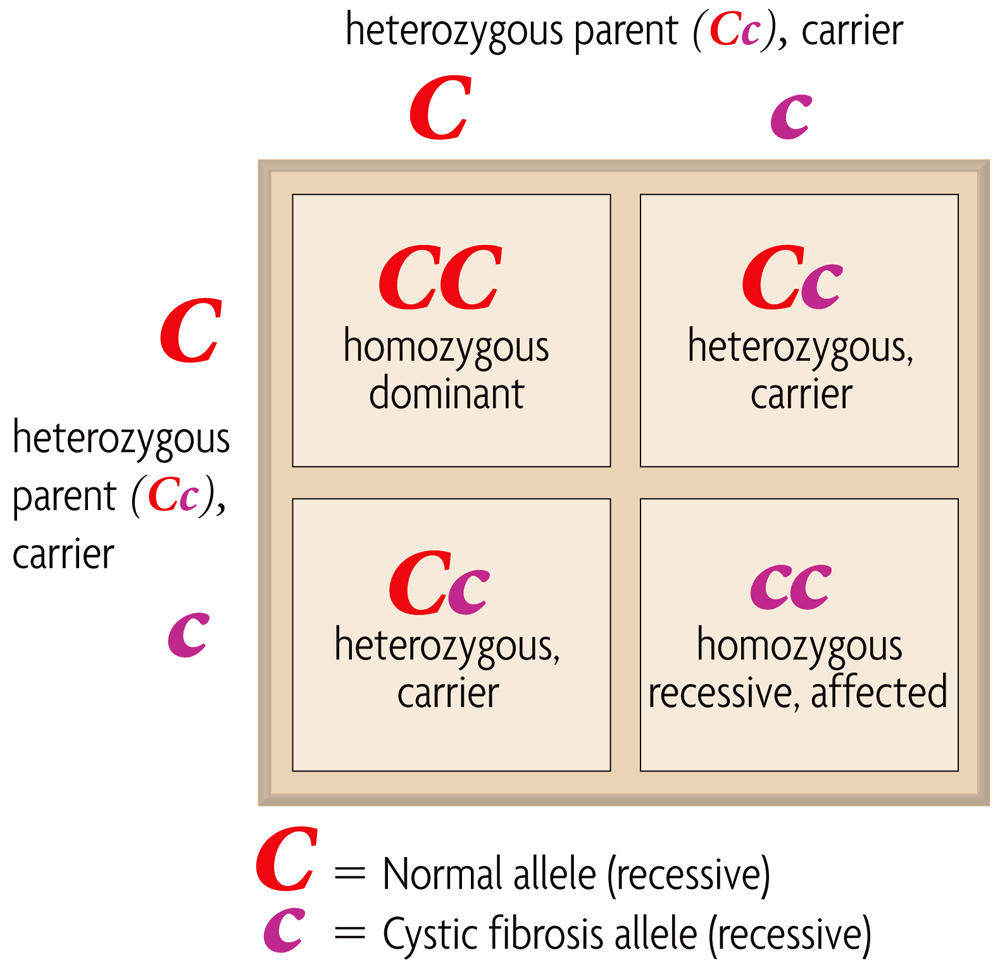 heterozygous parent (Cc), carrier
C c
C
CC
homozygous
dominant
Cc
heterozygous,
carrier
heterozygous
parent (Cc),
carrier
c
Cc
heterozygous,
carrier
cc
homozygous
recessive, affected
C = Normal allele (recessive)
c = Cystic fibrosis allele (recessive)